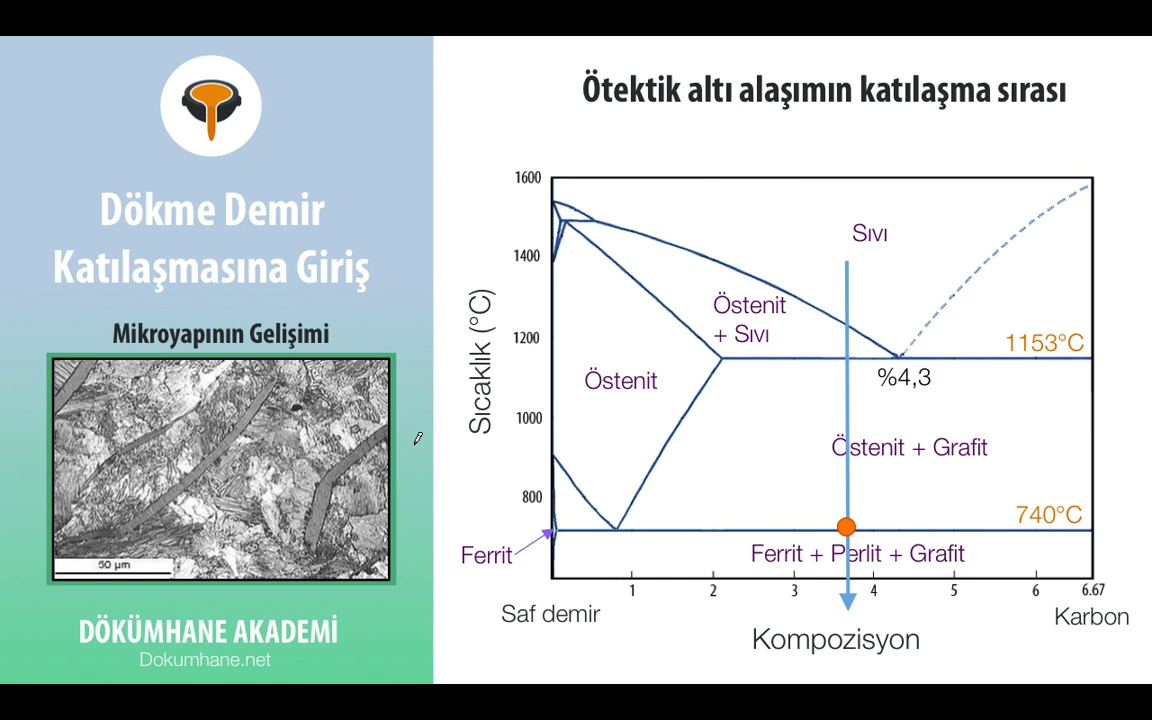 Dökme Demir
Katılaşmasına Giriş
Mikroyapının Gelişimi
50 µm
DÖKÜMHANE AKADEMİ
Dokumhane.net
Ötektik altı alaşımın katılaşma sırası
Sıcaklık (°C)
1600
1400
1200
1000
800
Sıvı
Östenit
+ Sıvı
1153°C
Östenit
%4,3
Östenit + Grafit
740°C
Ferrit
Ferrit + Perlit + Grafit
1
2
3
4
5
6
6.67
Saf demir
Karbon
Kompozisyon